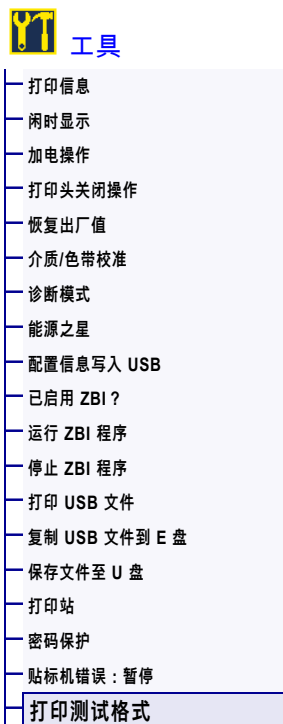 工具
打印信息
闲时显示
加电操作
打印头关闭操作
恢复出厂值
介质/色带校准
诊断模式
能源之星
配置信息写入 USB
已启用 ZBI？
运行 ZBI 程序
停止 ZBI 程序
打印 USB 文件
复制 USB 文件到 E 盘
保存文件至 U 盘
打印站
密码保护
贴标机错误：暂停
打印测试格式